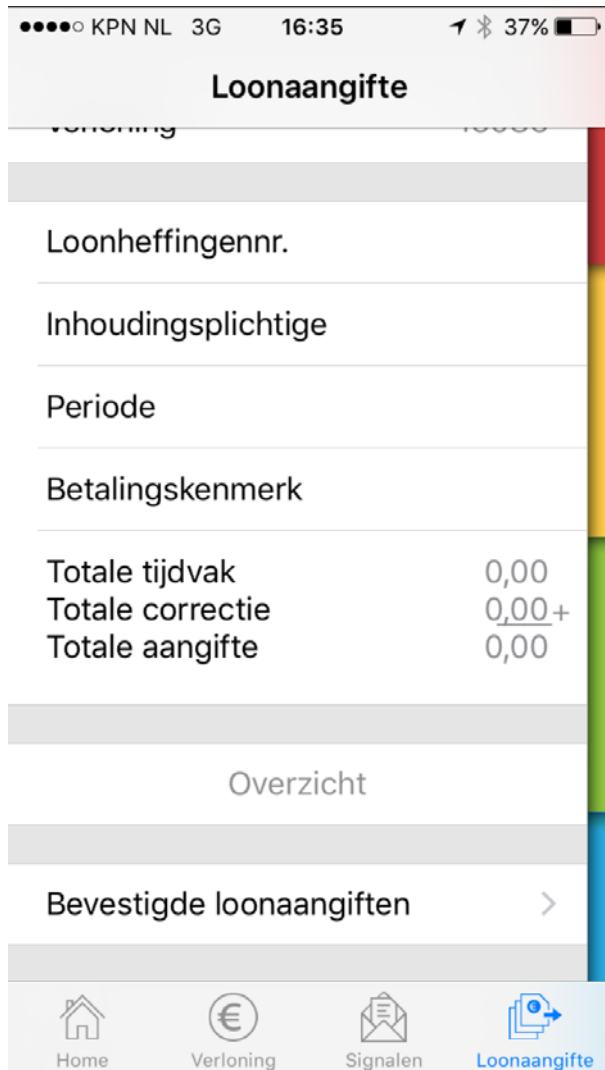 KPN NL 3G 16:35 37%
Loonaangifte
Verloning
Loonheffingennr.
Inhoudingsplichtige
Periode
Betalingskenmerk
Totale tijdvak 0,00
Totale correctie 0,00+
Totale aangifte 0,00
Overzicht
Bevestigde loonaangiften
Home Verloning Signalen Loonaangifte